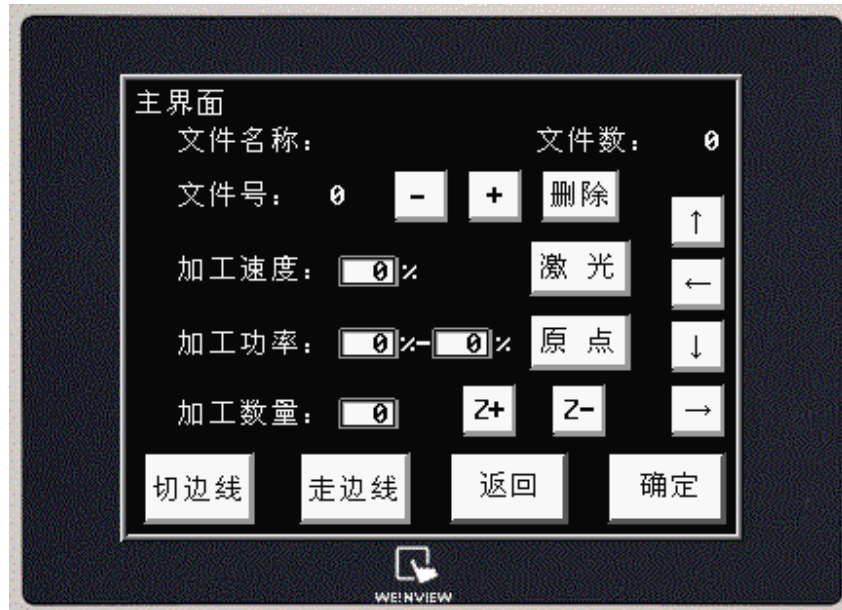 主界面
文件名称： 文件数： 0
文件号： 0 - + 删除
↑
加工速度： 0% 激 光
←
加工功率： 0%-0% 原 点 ↓
加工数量： 0 Z+ Z- →
切边线 走边线 返回 确定
WEINVIEW